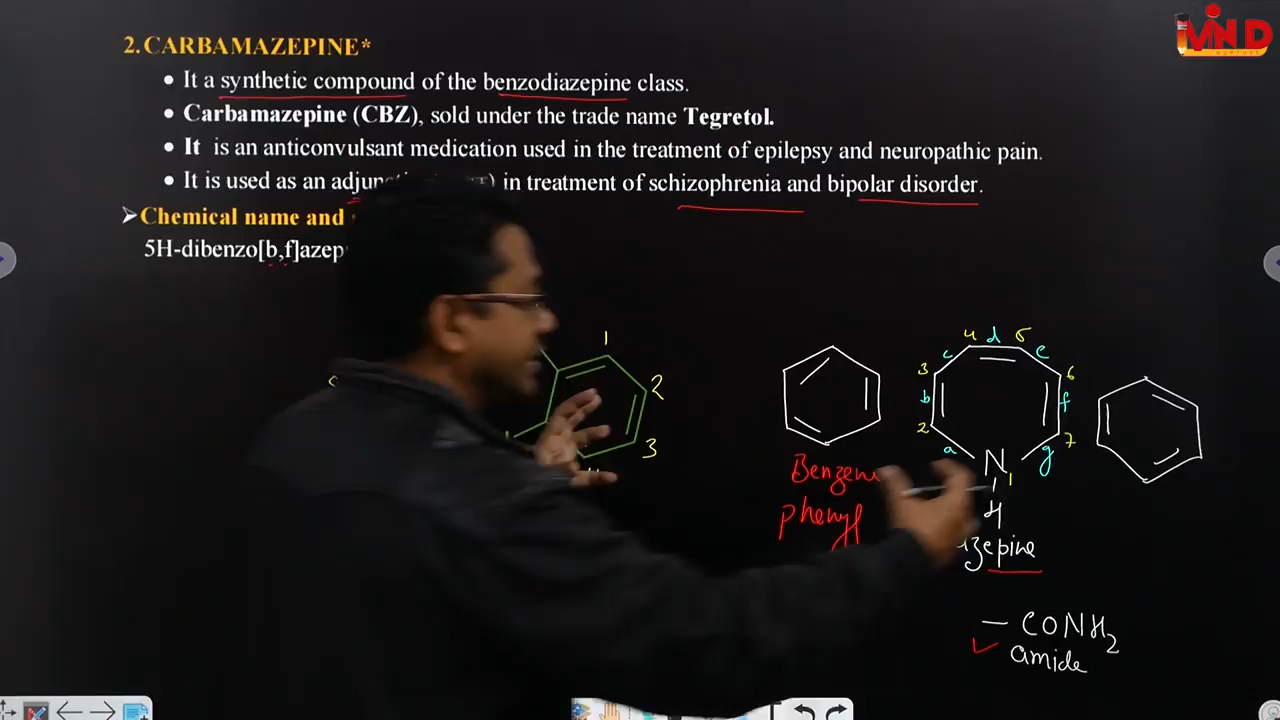 2. CARBAMAZEPINE*
• It a synthetic compound of the benzodiazepine class.
• Carbamazepine (CBZ), sold under the trade name Tegretol.
• It is an anticonvulsant medication used in the treatment of epilepsy and neuropathic pain.
• It is used as an in treatment of schizophrenia and bipolar disorder.
➢ Chemical name and
5H-dibenzo[b,f]azep
1
2
3
4 d 5
c e
3 6
b f
2 7
a N 1 g
H
Benzene
phenyl
zepine
— CONH2
amide
MIND